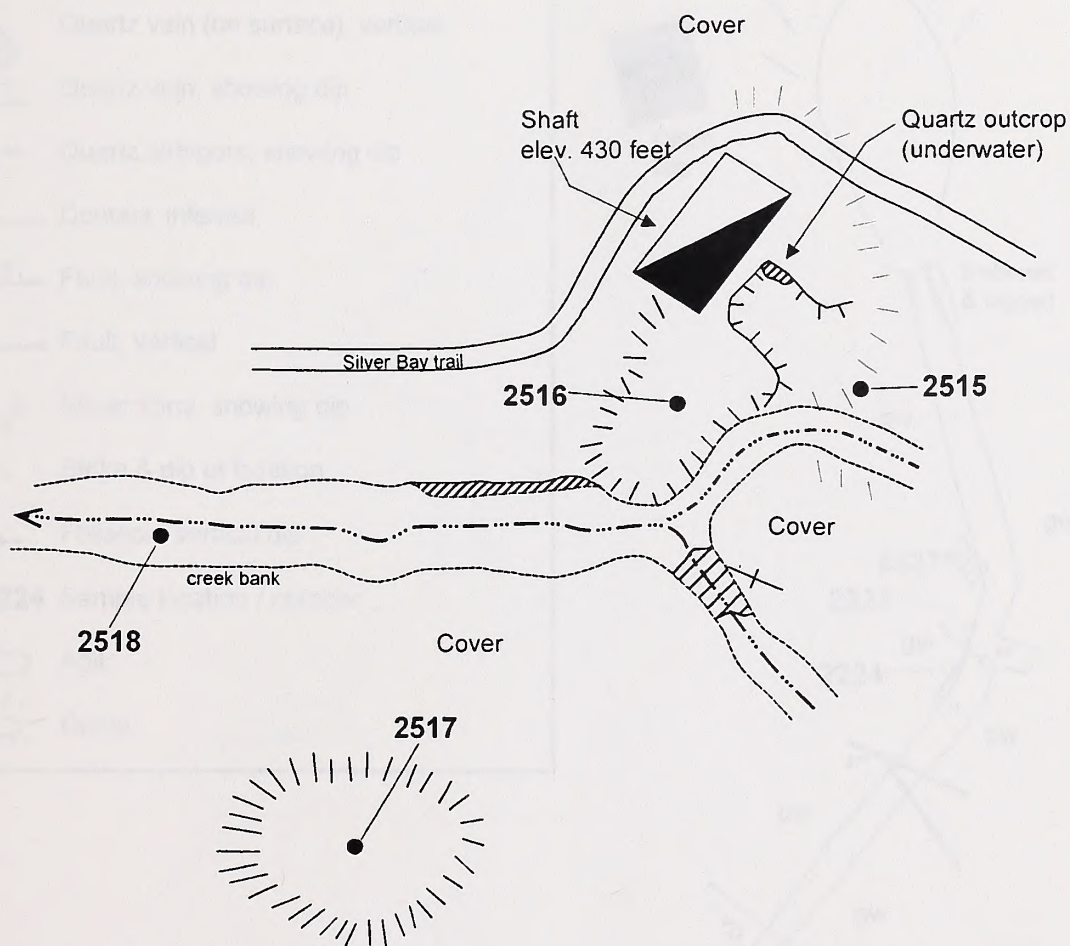 Cover
Shaft
elev. 430 feet
Quartz outcrop
(underwater)
Silver Bay trail
2516
2515
Cover
creek bank
2518
Cover
2517